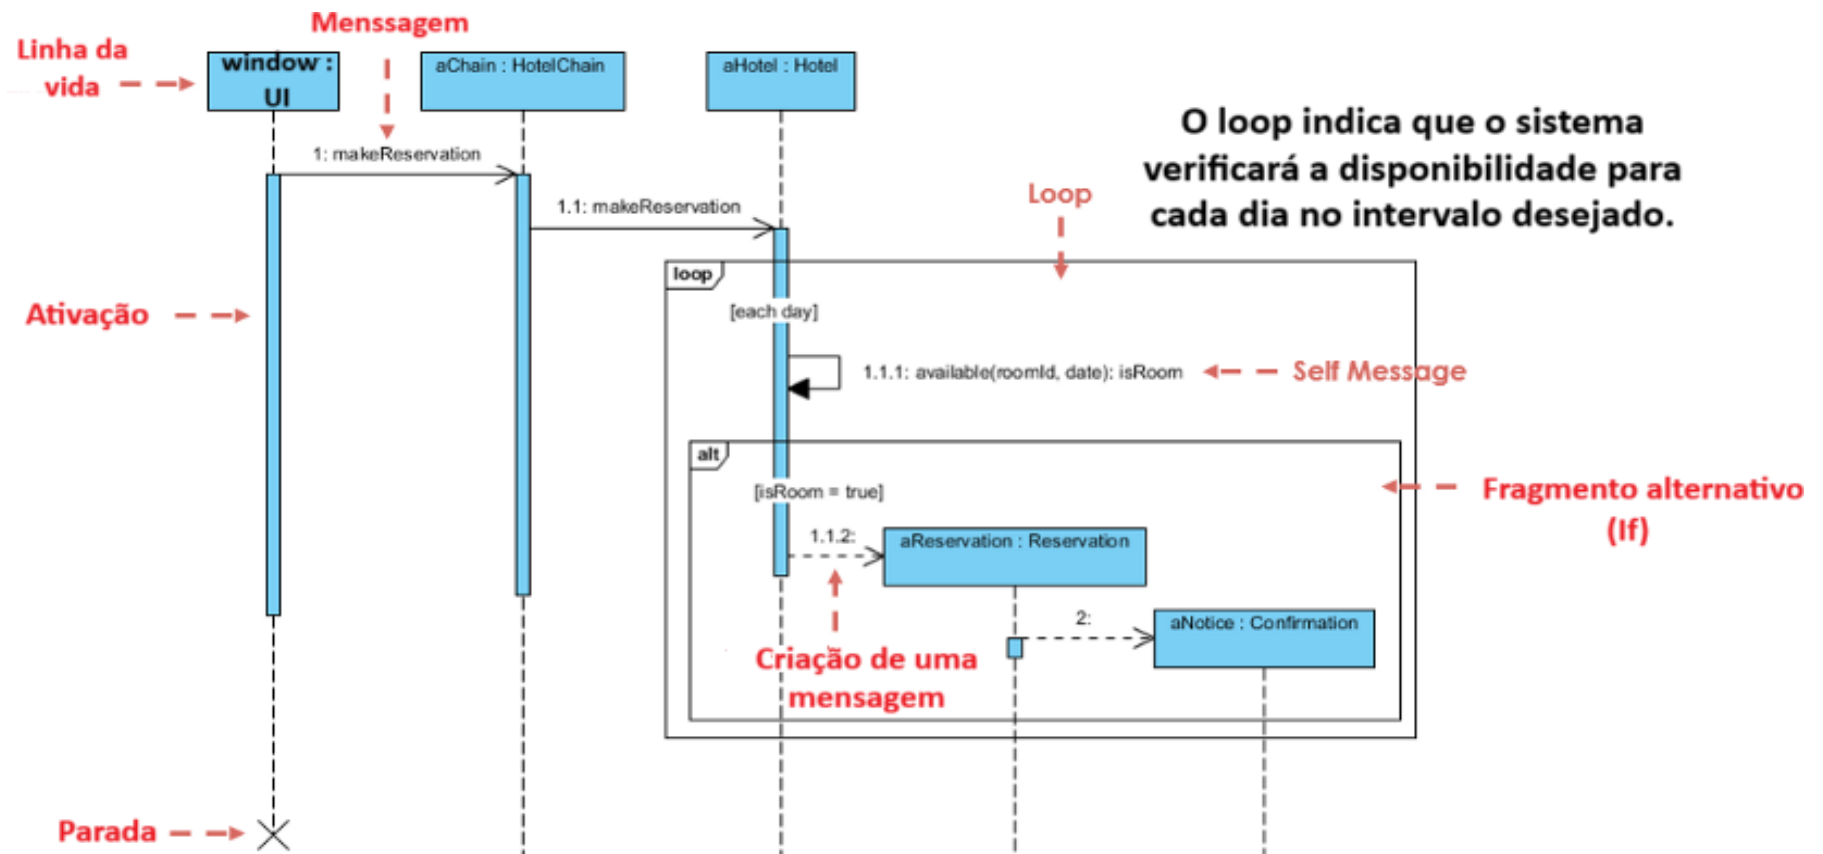 Menssagem
Linha da
vida
window :
UI
aChain : HotelChain
aHotel : Hotel
O loop indica que o sistema
verificará a disponibilidade para
cada dia no intervalo desejado.
1: makeReservation
Loop
1.1: makeReservation
loop
Ativação
[each day]
1.1.1: available(roomId, date): isRoom
Self Message
alt
[isRoom = true]
Fragmento alternativo
(If)
1.1.2:
aReservation : Reservation
2:
aNotice : Confirmation
Criação de uma
mensagem
Parada